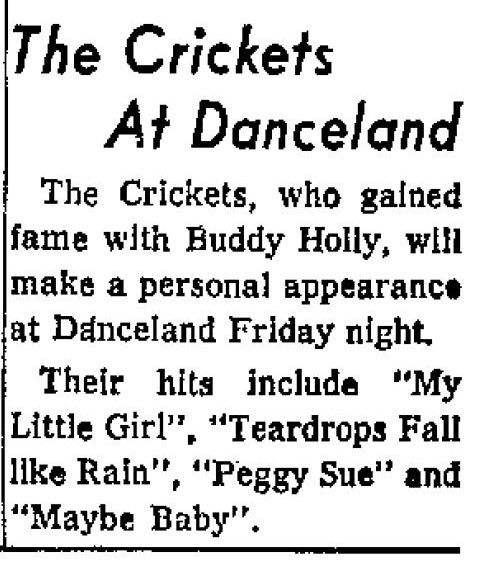 The Crickets
At Danceland
The Crickets, who gained
fame with Buddy Holly, will
make a personal appearance
at Danceland Friday night.
Their hits include "My
Little Girl", "Teardrops Fall
like Rain", "Peggy Sue" and
"Maybe Baby".